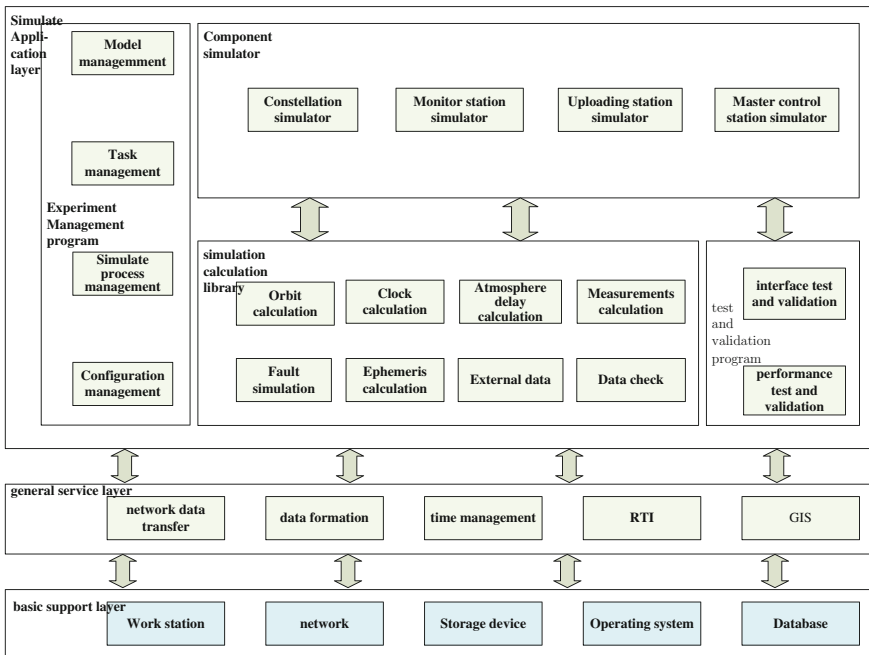 Simulate
Appli-
cation
layer
Model
managemment
Task
management
Experiment
Management
program
Simulate
process
management
Configuration
management
Component
simulator
Constellation
simulator
Monitor station
simulator
Uploading station
simulator
Master control
station simulator
simulation
calculation
library
Orbit
calculation
Clock
calculation
Atmosphere
delay
calculation
Measurements
calculation
Fault
simulation
Ephemeris
calculation
External data
Data check
test
and
validation
program
interface test
and validation
performance
test and
validation
general service layer
network data
transfer
data formation
time management
RTI
GIS
basic support layer
Work station
network
Storage device
Operating system
Database